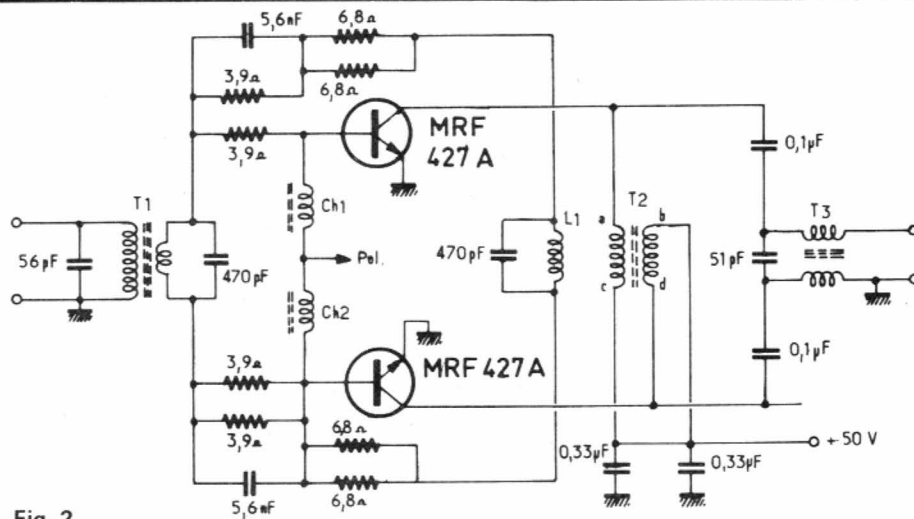 5,6nF
6,8Ω
3,9Ω
6,8Ω
3,9Ω
MRF
427A
0,1µF
T1
Ch1
L1
T2
a
b
T3
56pF
470pF
Pol.
470pF
51pF
c
d
Ch2
0,1µF
3,9Ω
MRF 427A
3,9Ω
6,8Ω
+50 V
0,33µF
0,33µF
5,6nF
6,8Ω
Fig. 2